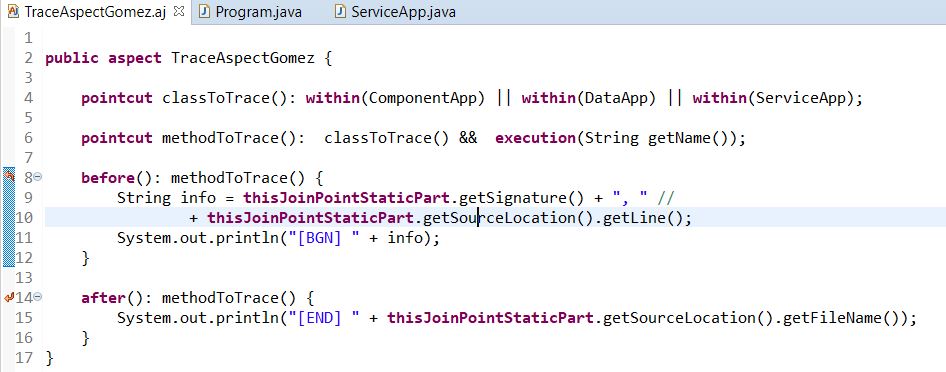 TraceAspectGomez.aj Program.java ServiceApp.java
1
2 public aspect TraceAspectGomez {
3
4     pointcut classToTrace(): within(ComponentApp) || within(DataApp) || within(ServiceApp);
5
6     pointcut methodToTrace():  classToTrace() &&  execution(String getName());
7
8     before(): methodToTrace() {
9         String info = thisJoinPointStaticPart.getSignature() + ", " //
10                 + thisJoinPointStaticPart.getSourceLocation().getLine();
11         System.out.println("[BGN] " + info);
12     }
13
14     after(): methodToTrace() {
15         System.out.println("[END] " + thisJoinPointStaticPart.getSourceLocation().getFileName());
16     }
17 }